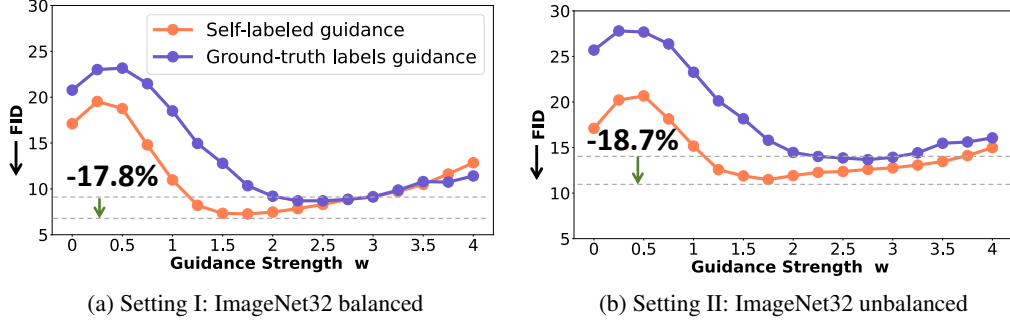 Self-labeled guidance
Ground-truth labels guidance
-17.8%
← FID
30
25
20
15
10
5
0 0.5 1 1.5 2 2.5 3 3.5 4
Guidance Strength w
(a) Setting I: ImageNet32 balanced
-18.7%
← FID
30
25
20
15
10
5
0 0.5 1 1.5 2 2.5 3 3.5 4
Guidance Strength w
(b) Setting II: ImageNet32 unbalanced